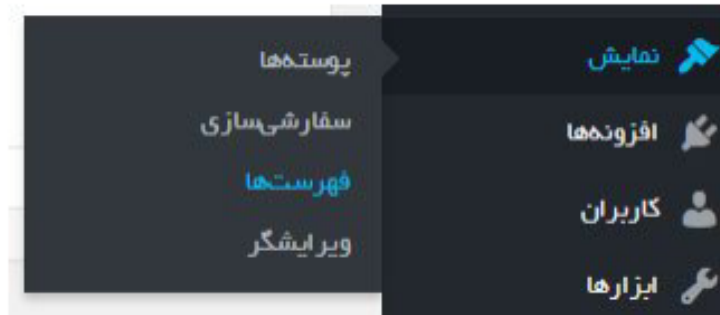 نمایش
افزونه‌ها
کاربران
ابزارها
پوسته‌ها
سفارشی‌سازی
فهرست‌ها
ویرایشگر